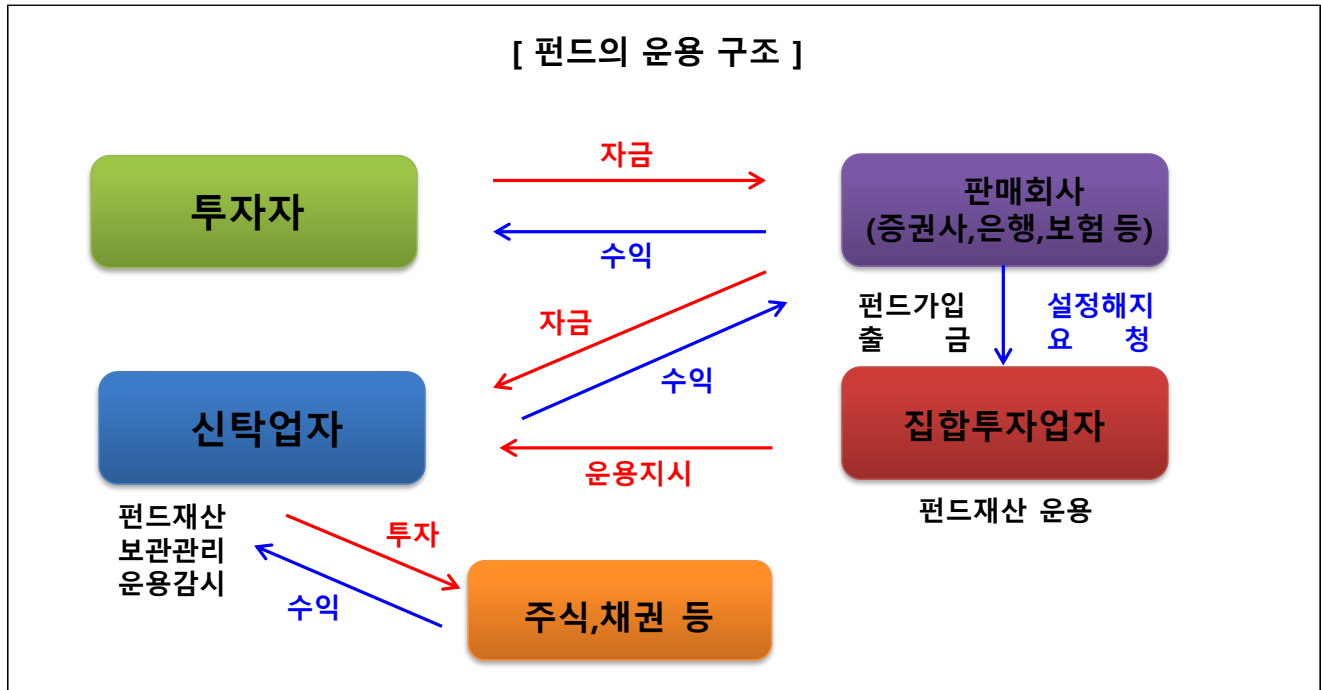 [ 펀드의 운용 구조 ]
투자자
자금
수익
판매회사
(증권사,은행,보험 등)
자금
수익
펀드가입
출 금
설정해지
요 청
신탁업자
운용지시
집합투자업자
펀드재산
보관관리
운용감시
펀드재산 운용
투자
수익
주식,채권 등